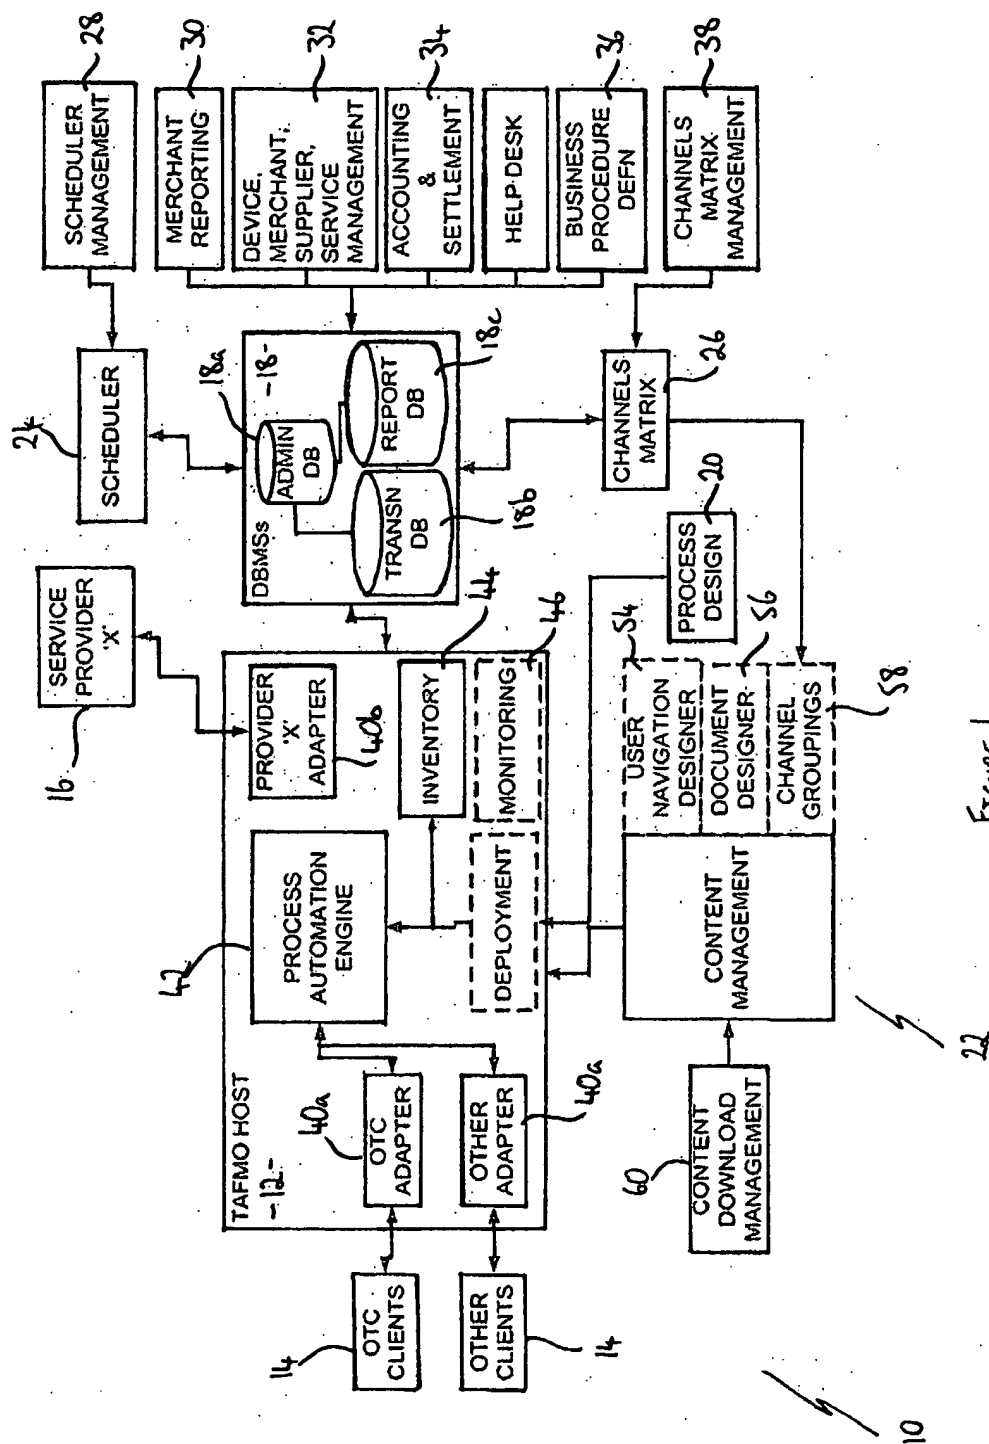 SCHEDULER
MANAGEMENT
28
MERCHANT
REPORTING
30
DEVICE,
MERCHANT,
SUPPLIER,
SERVICE
MANAGEMENT
32
ACCOUNTING
&
SETTLEMENT
34
HELP DESK
BUSINESS
PROCEDURE
DEFN
36
CHANNELS
MATRIX
MANAGEMENT
38
24
SCHEDULER
DBMSs
-18-
18a
ADMIN
DB
TRANSN
DB
18b
REPORT
DB
18c
CHANNELS
MATRIX
26
SERVICE
PROVIDER
'X'
16
TAFMO HOST
-12-
PROVIDER
'X'
ADAPTER
40b
INVENTORY
44
MONITORING
46
42
PROCESS
AUTOMATION
ENGINE
DEPLOYMENT
OTC
ADAPTER
40a
OTHER
ADAPTER
40a
OTC
CLIENTS
14
OTHER
CLIENTS
14
PROCESS
DESIGN
20
USER
NAVIGATION
DESIGNER
54
DOCUMENT
DESIGNER
56
CHANNEL
GROUPINGS
58
CONTENT
MANAGEMENT
22
CONTENT
DOWNLOAD
MANAGEMENT
60
10
Figure 1